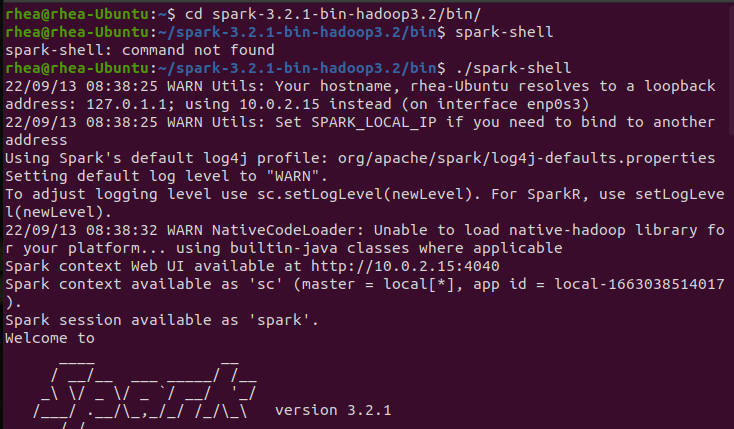 rhea@rhea-Ubuntu:~$ cd spark-3.2.1-bin-hadoop3.2/bin/
rhea@rhea-Ubuntu:~/spark-3.2.1-bin-hadoop3.2/bin$ spark-shell
spark-shell: command not found
rhea@rhea-Ubuntu:~/spark-3.2.1-bin-hadoop3.2/bin$ ./spark-shell
22/09/13 08:38:25 WARN Utils: Your hostname, rhea-Ubuntu resolves to a loopback
address: 127.0.1.1; using 10.0.2.15 instead (on interface enp0s3)
22/09/13 08:38:25 WARN Utils: Set SPARK_LOCAL_IP if you need to bind to another
address
Using Spark's default log4j profile: org/apache/spark/log4j-defaults.properties
Setting default log level to "WARN".
To adjust logging level use sc.setLogLevel(newLevel). For SparkR, use setLogLeve
l(newLevel).
22/09/13 08:38:32 WARN NativeCodeLoader: Unable to load native-hadoop library fo
r your platform... using builtin-java classes where applicable
Spark context Web UI available at http://10.0.2.15:4040
Spark context available as 'sc' (master = local[*], app id = local-1663038514017
).
Spark session available as 'spark'.
Welcome to
      ____              __
     / __/__  ___ _____/ /__
    _\ \/ _ \/ _ `/ __/  '_/
   /___/ .__/\_,_/_/ /_/\_\   version 3.2.1
      /_/